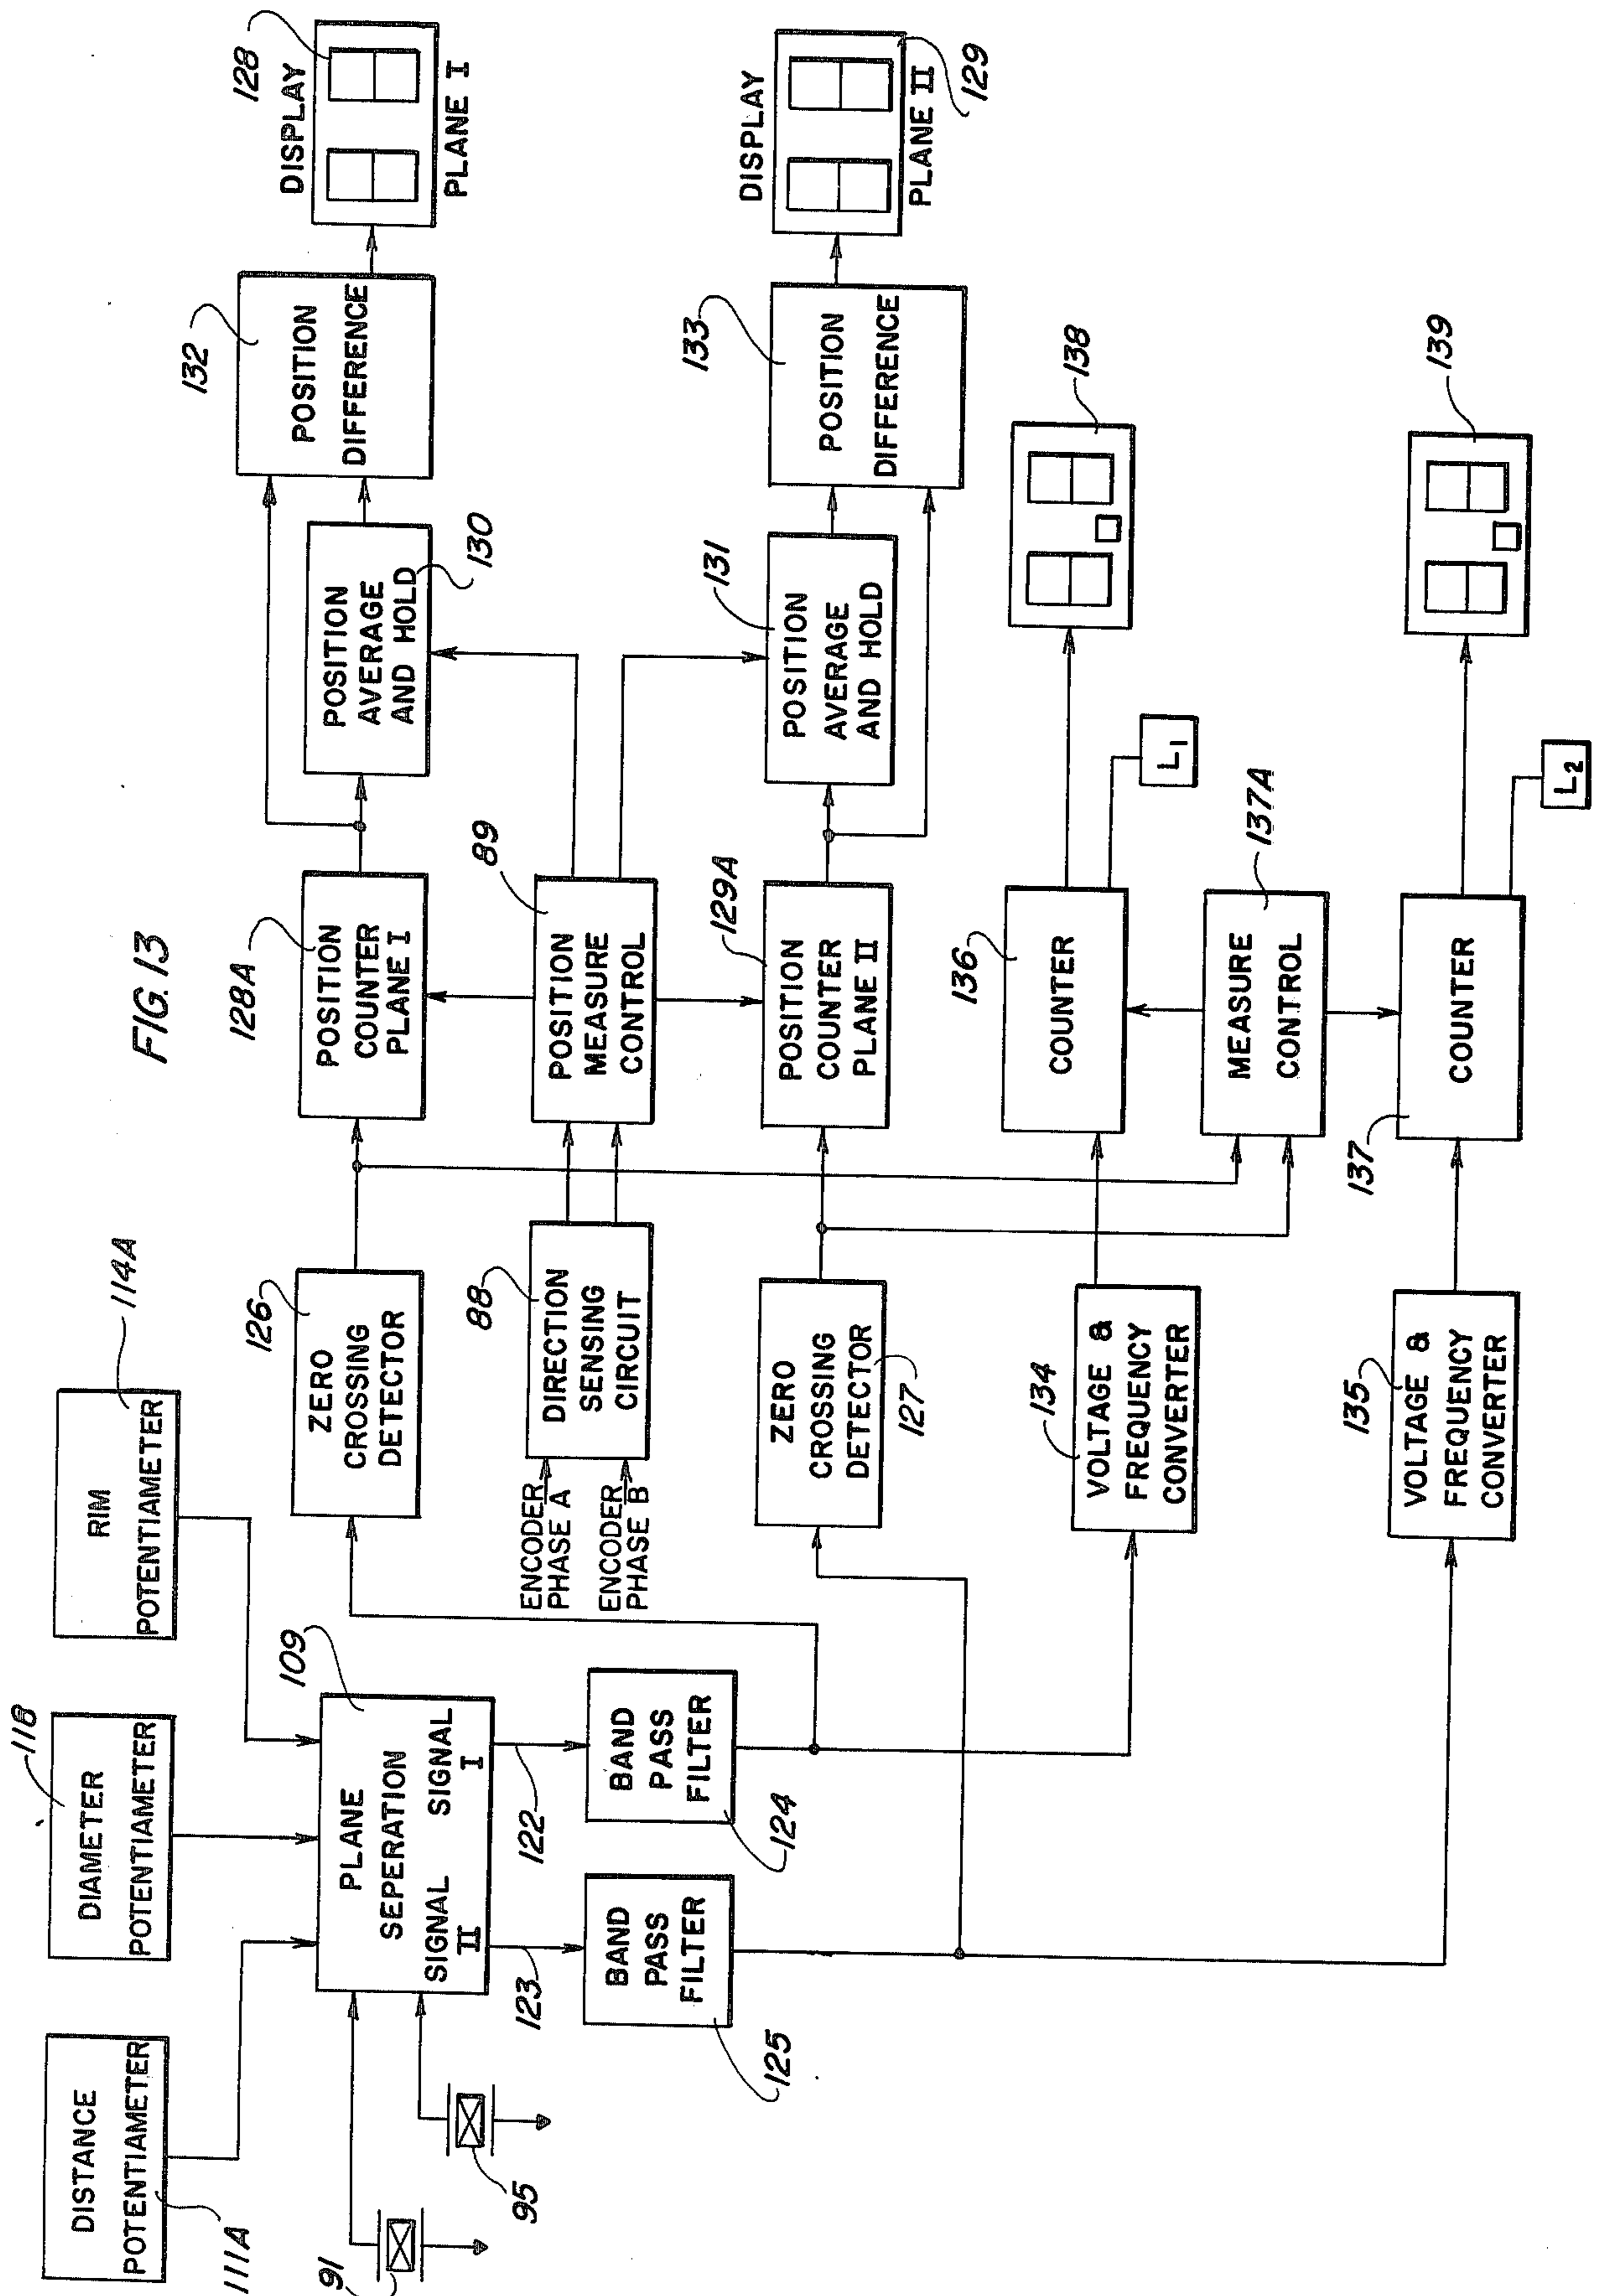 FIG. 13
111A
DISTANCE
POTENTIAMETER
118
DIAMETER
POTENTIAMETER
114A
RIM
POTENTIAMETER
91
95
109
PLANE
SEPERATION
SIGNAL
II
SIGNAL
I
123
122
125
BAND
PASS
FILTER
124
BAND
PASS
FILTER
126
ZERO
CROSSING
DETECTOR
128A
POSITION
COUNTER
PLANE I
130
POSITION
AVERAGE
AND HOLD
132
POSITION
DIFFERENCE
128
DISPLAY
PLANE I
ENCODER
PHASE A
ENCODER
PHASE B
88
DIRECTION
SENSING
CIRCUIT
89
POSITION
MEASURE
CONTROL
127
ZERO
CROSSING
DETECTOR
129A
POSITION
COUNTER
PLANE II
131
POSITION
AVERAGE
AND HOLD
133
POSITION
DIFFERENCE
DISPLAY
PLANE II
129
134
VOLTAGE &
FREQUENCY
CONVERTER
136
COUNTER
L1
138
137A
MEASURE
CONTROL
135
VOLTAGE &
FREQUENCY
CONVERTER
137
COUNTER
L2
139